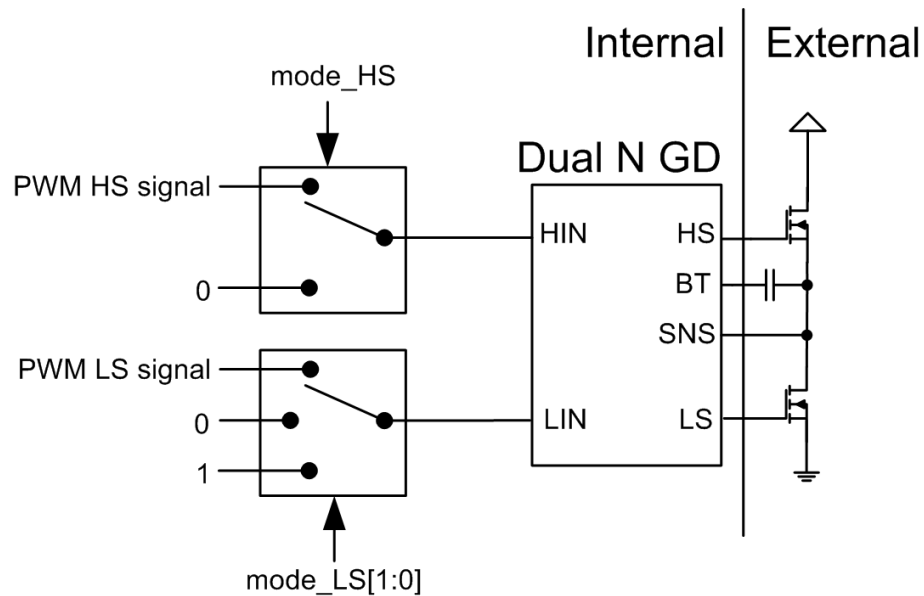 Internal
External
mode_HS
Dual N GD
PWM HS signal
HIN
HS
0
BT
SNS
PWM LS signal
0
LIN
LS
1
mode_LS[1:0]